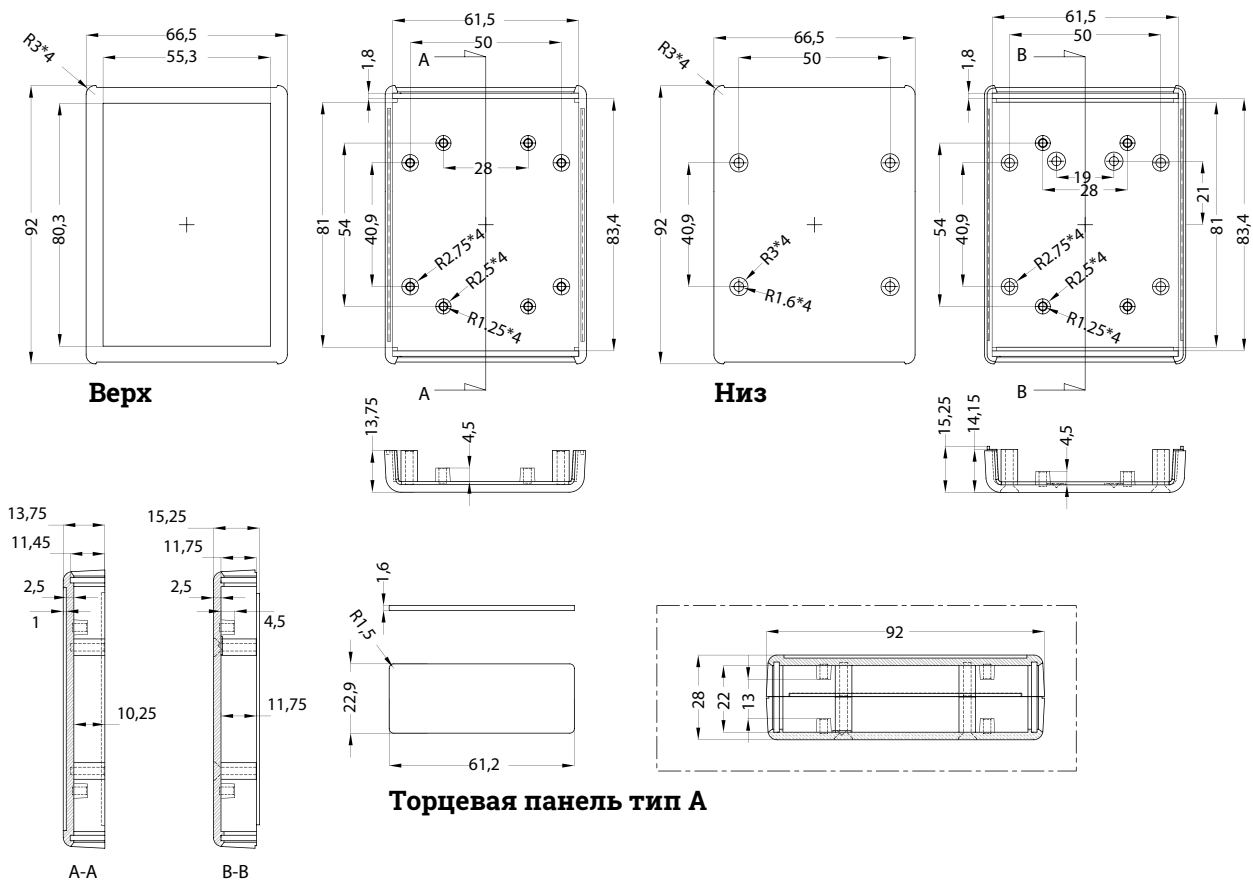 R3*4
66,5
55,3
92
80,3
Верх
61,5
50
A
1,8
28
81
54
40,9
83,4
R2.75*4
R2.5*4
R1.25*4
A
13,75
4,5
R3*4
66,5
50
92
40,9
R3*4
R1.6*4
Низ
61,5
50
B
1,8
19
28
21
54
40,9
81
83,4
R2.75*4
R2.5*4
R1.25*4
B
15,25
14,15
4,5
13,75
11,45
2,5
1
10,25
A-A
15,25
11,75
2,5
4,5
11,75
B-B
1,6
R1,5
22,9
61,2
Торцевая панель тип А
92
28
22
13